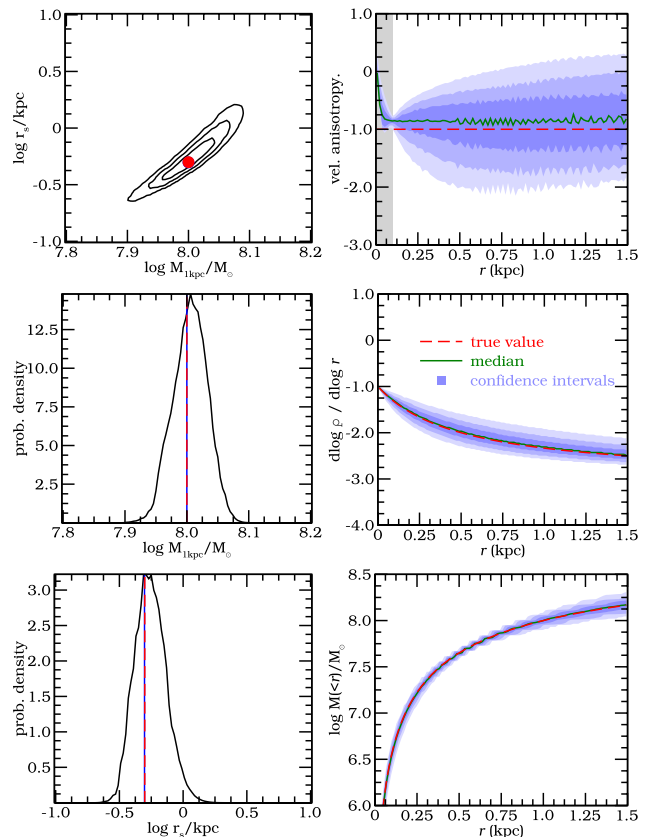 1.0
0.5
0
-0.5
-1.0
log r_s/kpc
7.8 7.9 8.0 8.1 8.2
log M_1kpc/M_☉
1.0
0
-1.0
-2.0
-3.0
vel. anisotropy.
0 0.25 0.5 0.75 1.0 1.25 1.5
r (kpc)
12.5
10.0
7.5
5.0
2.5
prob. density
7.8 7.9 8.0 8.1 8.2
log M_1kpc/M_☉
1.0
0
-1.0
-2.0
-3.0
-4.0
dlog ρ / dlog r
true value
median
confidence intervals
0 0.25 0.5 0.75 1.0 1.25 1.5
r (kpc)
3.0
2.5
2.0
1.5
1.0
0.5
prob. density
-1.0 -0.5 0 0.5 1.0
log r_s/kpc
8.5
8.0
7.5
7.0
6.5
6.0
log M(<r)/M_☉
0 0.25 0.5 0.75 1.0 1.25 1.5
r (kpc)